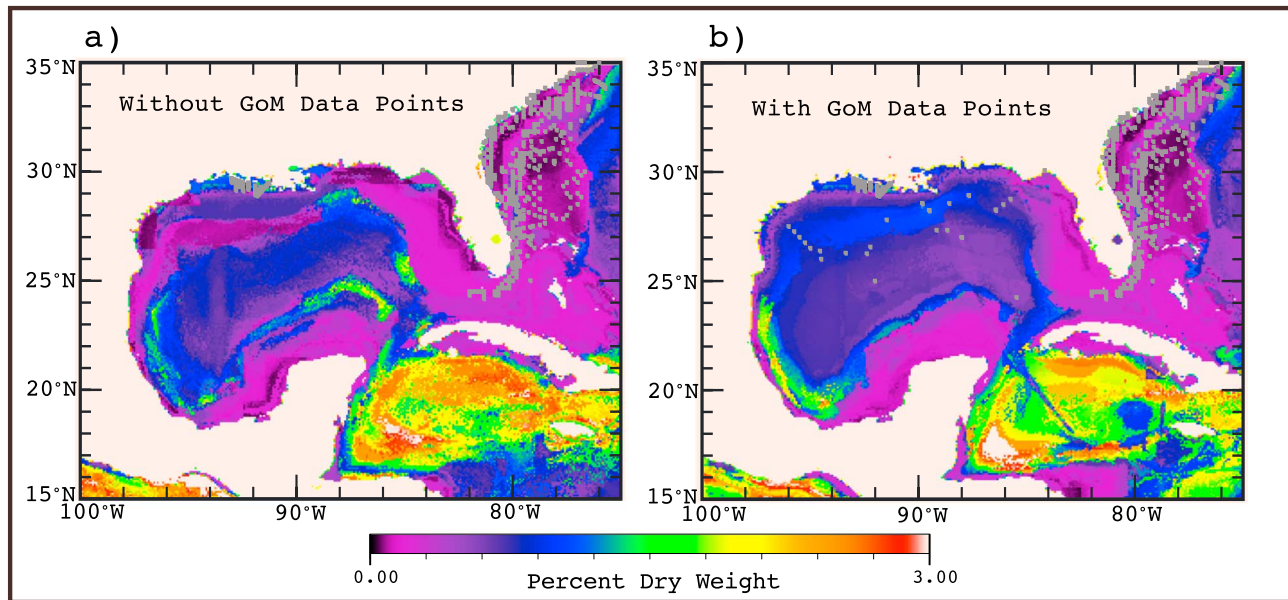 a)
b)
Without GoM Data Points
With GoM Data Points
35°N
30°N
25°N
20°N
15°N
100°W
90°W
80°W
35°N
30°N
25°N
20°N
15°N
100°W
90°W
80°W
0.00
Percent Dry Weight
3.00